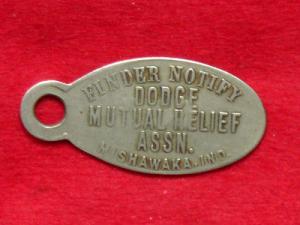 FINDER NOTIFY
DODGE
MUTUAL RELIEF
ASSN.
MISHAWAKA, IND.